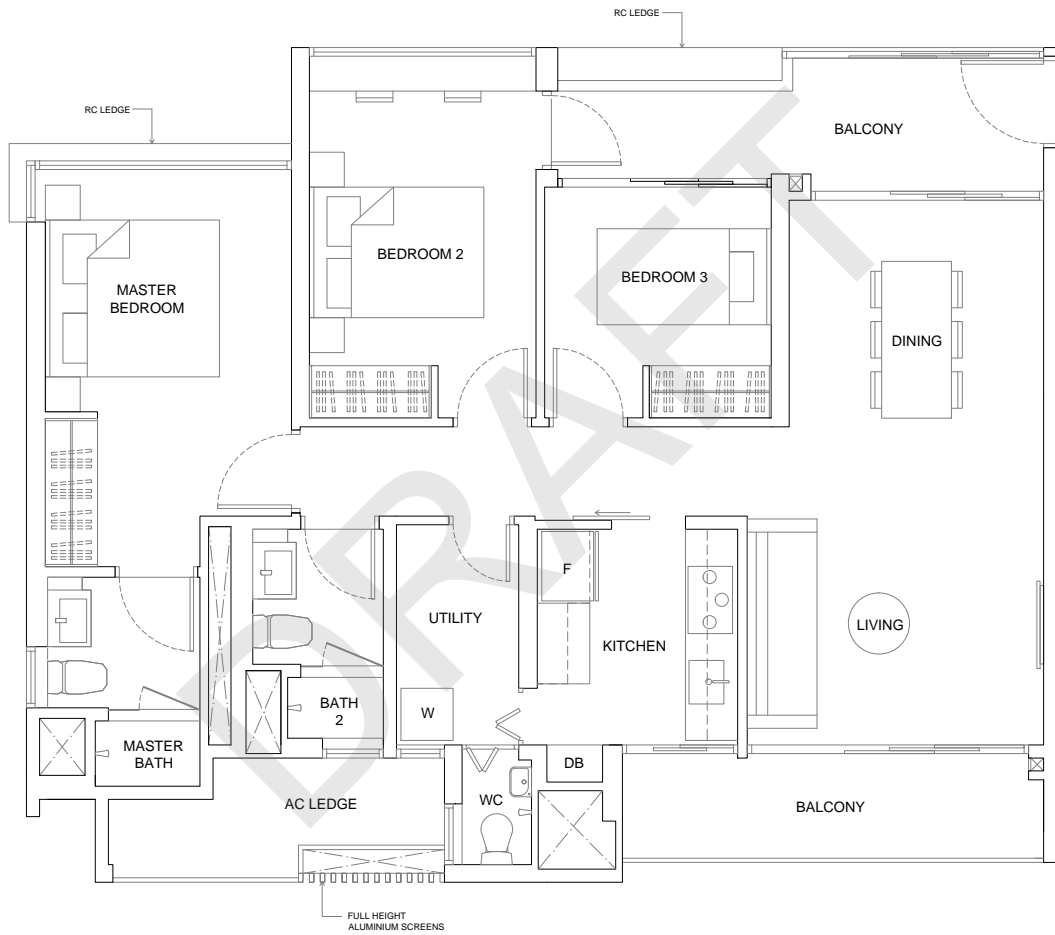 RC LEDGE
RC LEDGE
BALCONY
BEDROOM 2
BEDROOM 3
MASTER
BEDROOM
DINING
F
UTILITY
LIVING
KITCHEN
BATH
2
W
MASTER
BATH
DB
AC LEDGE
WC
BALCONY
FULL HEIGHT
ALUMINIUM SCREENS
DRAFT